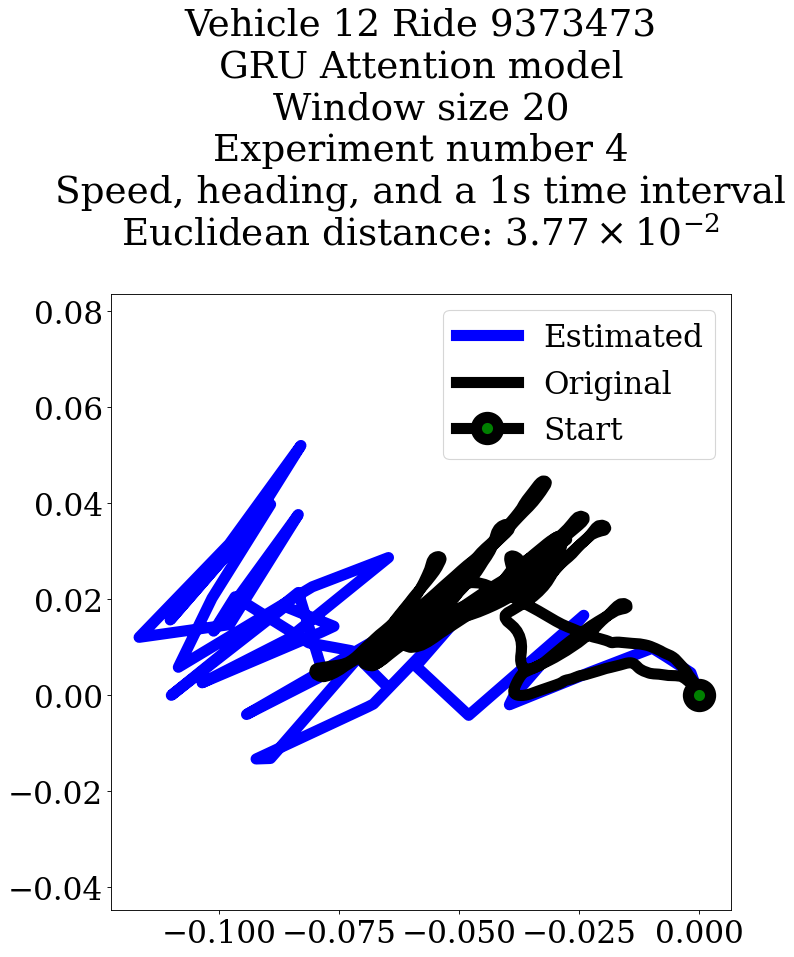 Vehicle 12 Ride 9373473
GRU Attention model
Window size 20
Experiment number 4
Speed, heading, and a 1s time interval
Euclidean distance: 3.77 × 10⁻²
0.08
Estimated
0.06
Original
Start
0.04
0.02
0.00
−0.02
−0.04
−0.100 −0.075 −0.050 −0.025 0.000